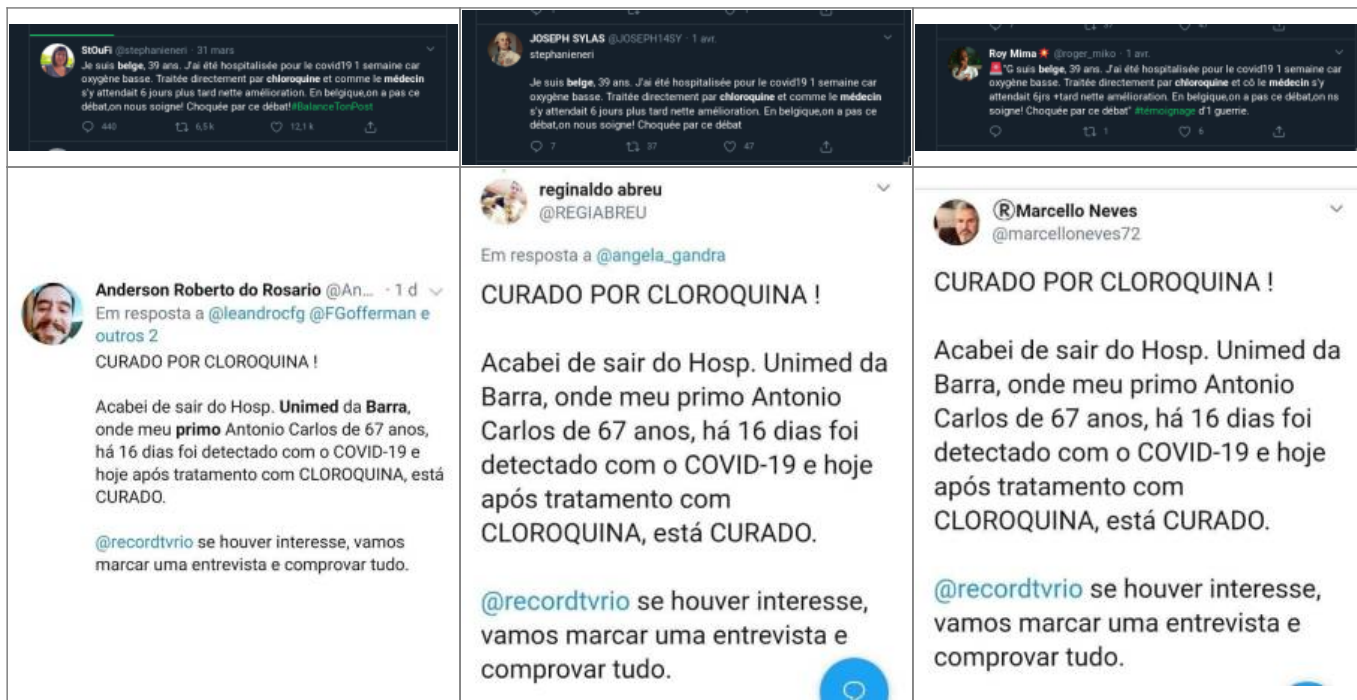 StOuFi @stephanieneri · 31 mars
Je suis belge, 39 ans. J'ai été hospitalisée pour le covid19 1 semaine car
oxygène basse. Traitée directement par chloroquine et comme le médecin
s'y attendait 6 jours plus tard nette amélioration. En belgique,on a pas ce
débat,on nous soigne! Choquée par ce débat!#BalanceTonPost
440 6,5 k 12,1 k
JOSEPH SYLAS @JOSEPH14SY · 1 avr.
stephanieneri
Je suis belge, 39 ans. J'ai été hospitalisée pour le covid19 1 semaine car
oxygène basse. Traitée directement par chloroquine et comme le médecin
s'y attendait 6 jours plus tard nette amélioration. En belgique,on a pas ce
débat,on nous soigne! Choquée par ce débat
7 37 47
Roy Mima @roger_miko · 1 avr.
"G suis belge, 39 ans. J'ai été hospitalisée pour le covid19 1 semaine car
oxygène basse. Traitée directement par chloroquine et cô le medecin s'y
attendait 6jrs +tard nette amélioration. En belgique,on a pas ce débat,on ns
soigne! Choquée par ce débat" #témoignage d'1 guerrie.
1 6
Anderson Roberto do Rosario @An... · 1 d
Em resposta a @leandrocfg @FGofferman e
outros 2
CURADO POR CLOROQUINA !
Acabei de sair do Hosp. Unimed da Barra,
onde meu primo Antonio Carlos de 67 anos,
há 16 dias foi detectado com o COVID-19 e
hoje após tratamento com CLOROQUINA, está
CURADO.
@recordtvrio se houver interesse, vamos
marcar uma entrevista e comprovar tudo.
reginaldo abreu
@REGIABREU
Em resposta a @angela_gandra
CURADO POR CLOROQUINA !
Acabei de sair do Hosp. Unimed da
Barra, onde meu primo Antonio
Carlos de 67 anos, há 16 dias foi
detectado com o COVID-19 e hoje
após tratamento com
CLOROQUINA, está CURADO.
@recordtvrio se houver interesse,
vamos marcar uma entrevista e
comprovar tudo.
®Marcello Neves
@marcelloneves72
CURADO POR CLOROQUINA !
Acabei de sair do Hosp. Unimed da
Barra, onde meu primo Antonio
Carlos de 67 anos, há 16 dias foi
detectado com o COVID-19 e hoje
após tratamento com
CLOROQUINA, está CURADO.
@recordtvrio se houver interesse,
vamos marcar uma entrevista e
comprovar tudo.